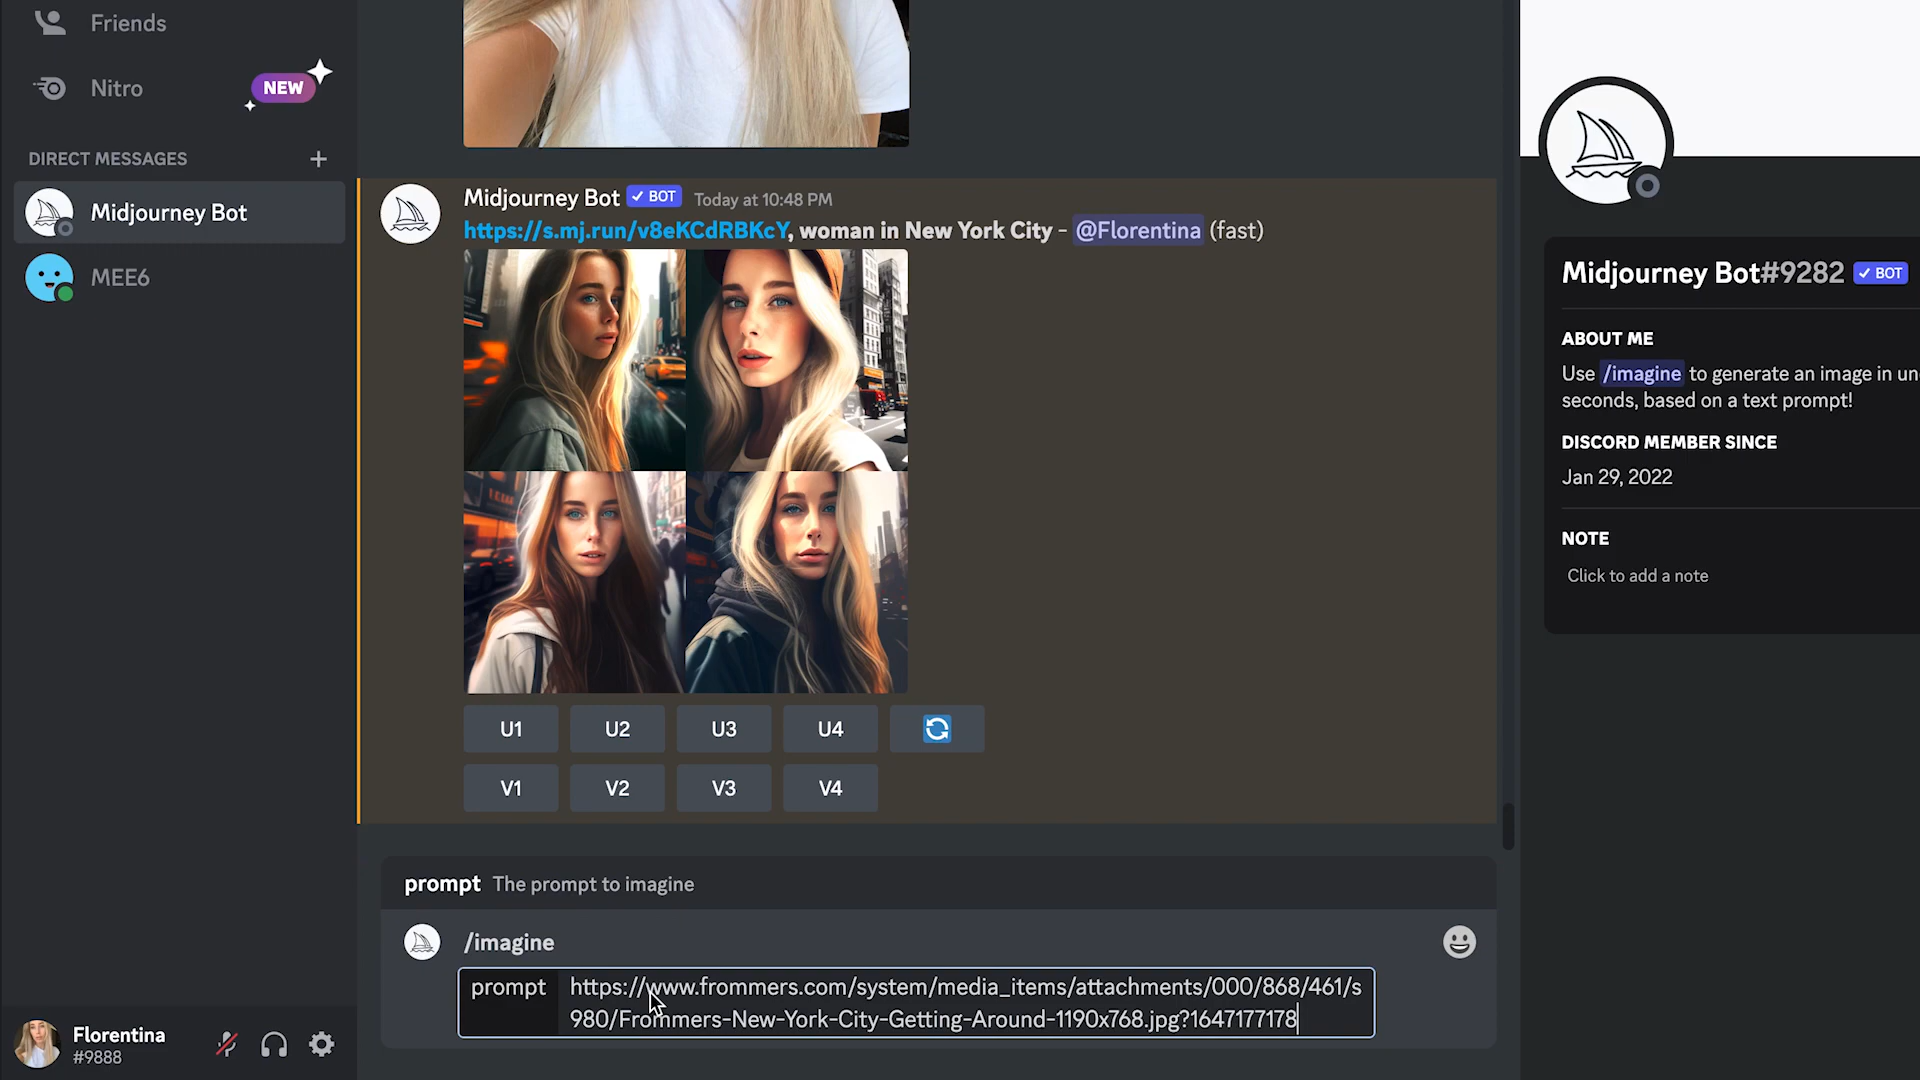 Friends
Nitro
NEW
DIRECT MESSAGES
Midjourney Bot
MEE6
Florentina
#9888
Midjourney Bot ✓ BOT Today at 10:48 PM
https://s.mj.run/v8eKCdRBKcY, woman in New York City - @Florentina (fast)
U1 U2 U3 U4
V1 V2 V3 V4
prompt The prompt to imagine
/imagine
prompt https://www.frommers.com/system/media_items/attachments/000/868/461/s
980/Frommers-New-York-City-Getting-Around-1190x768.jpg?1647177178
Midjourney Bot#9282 ✓ BOT
ABOUT ME
Use /imagine to generate an image in un
seconds, based on a text prompt!
DISCORD MEMBER SINCE
Jan 29, 2022
NOTE
Click to add a note